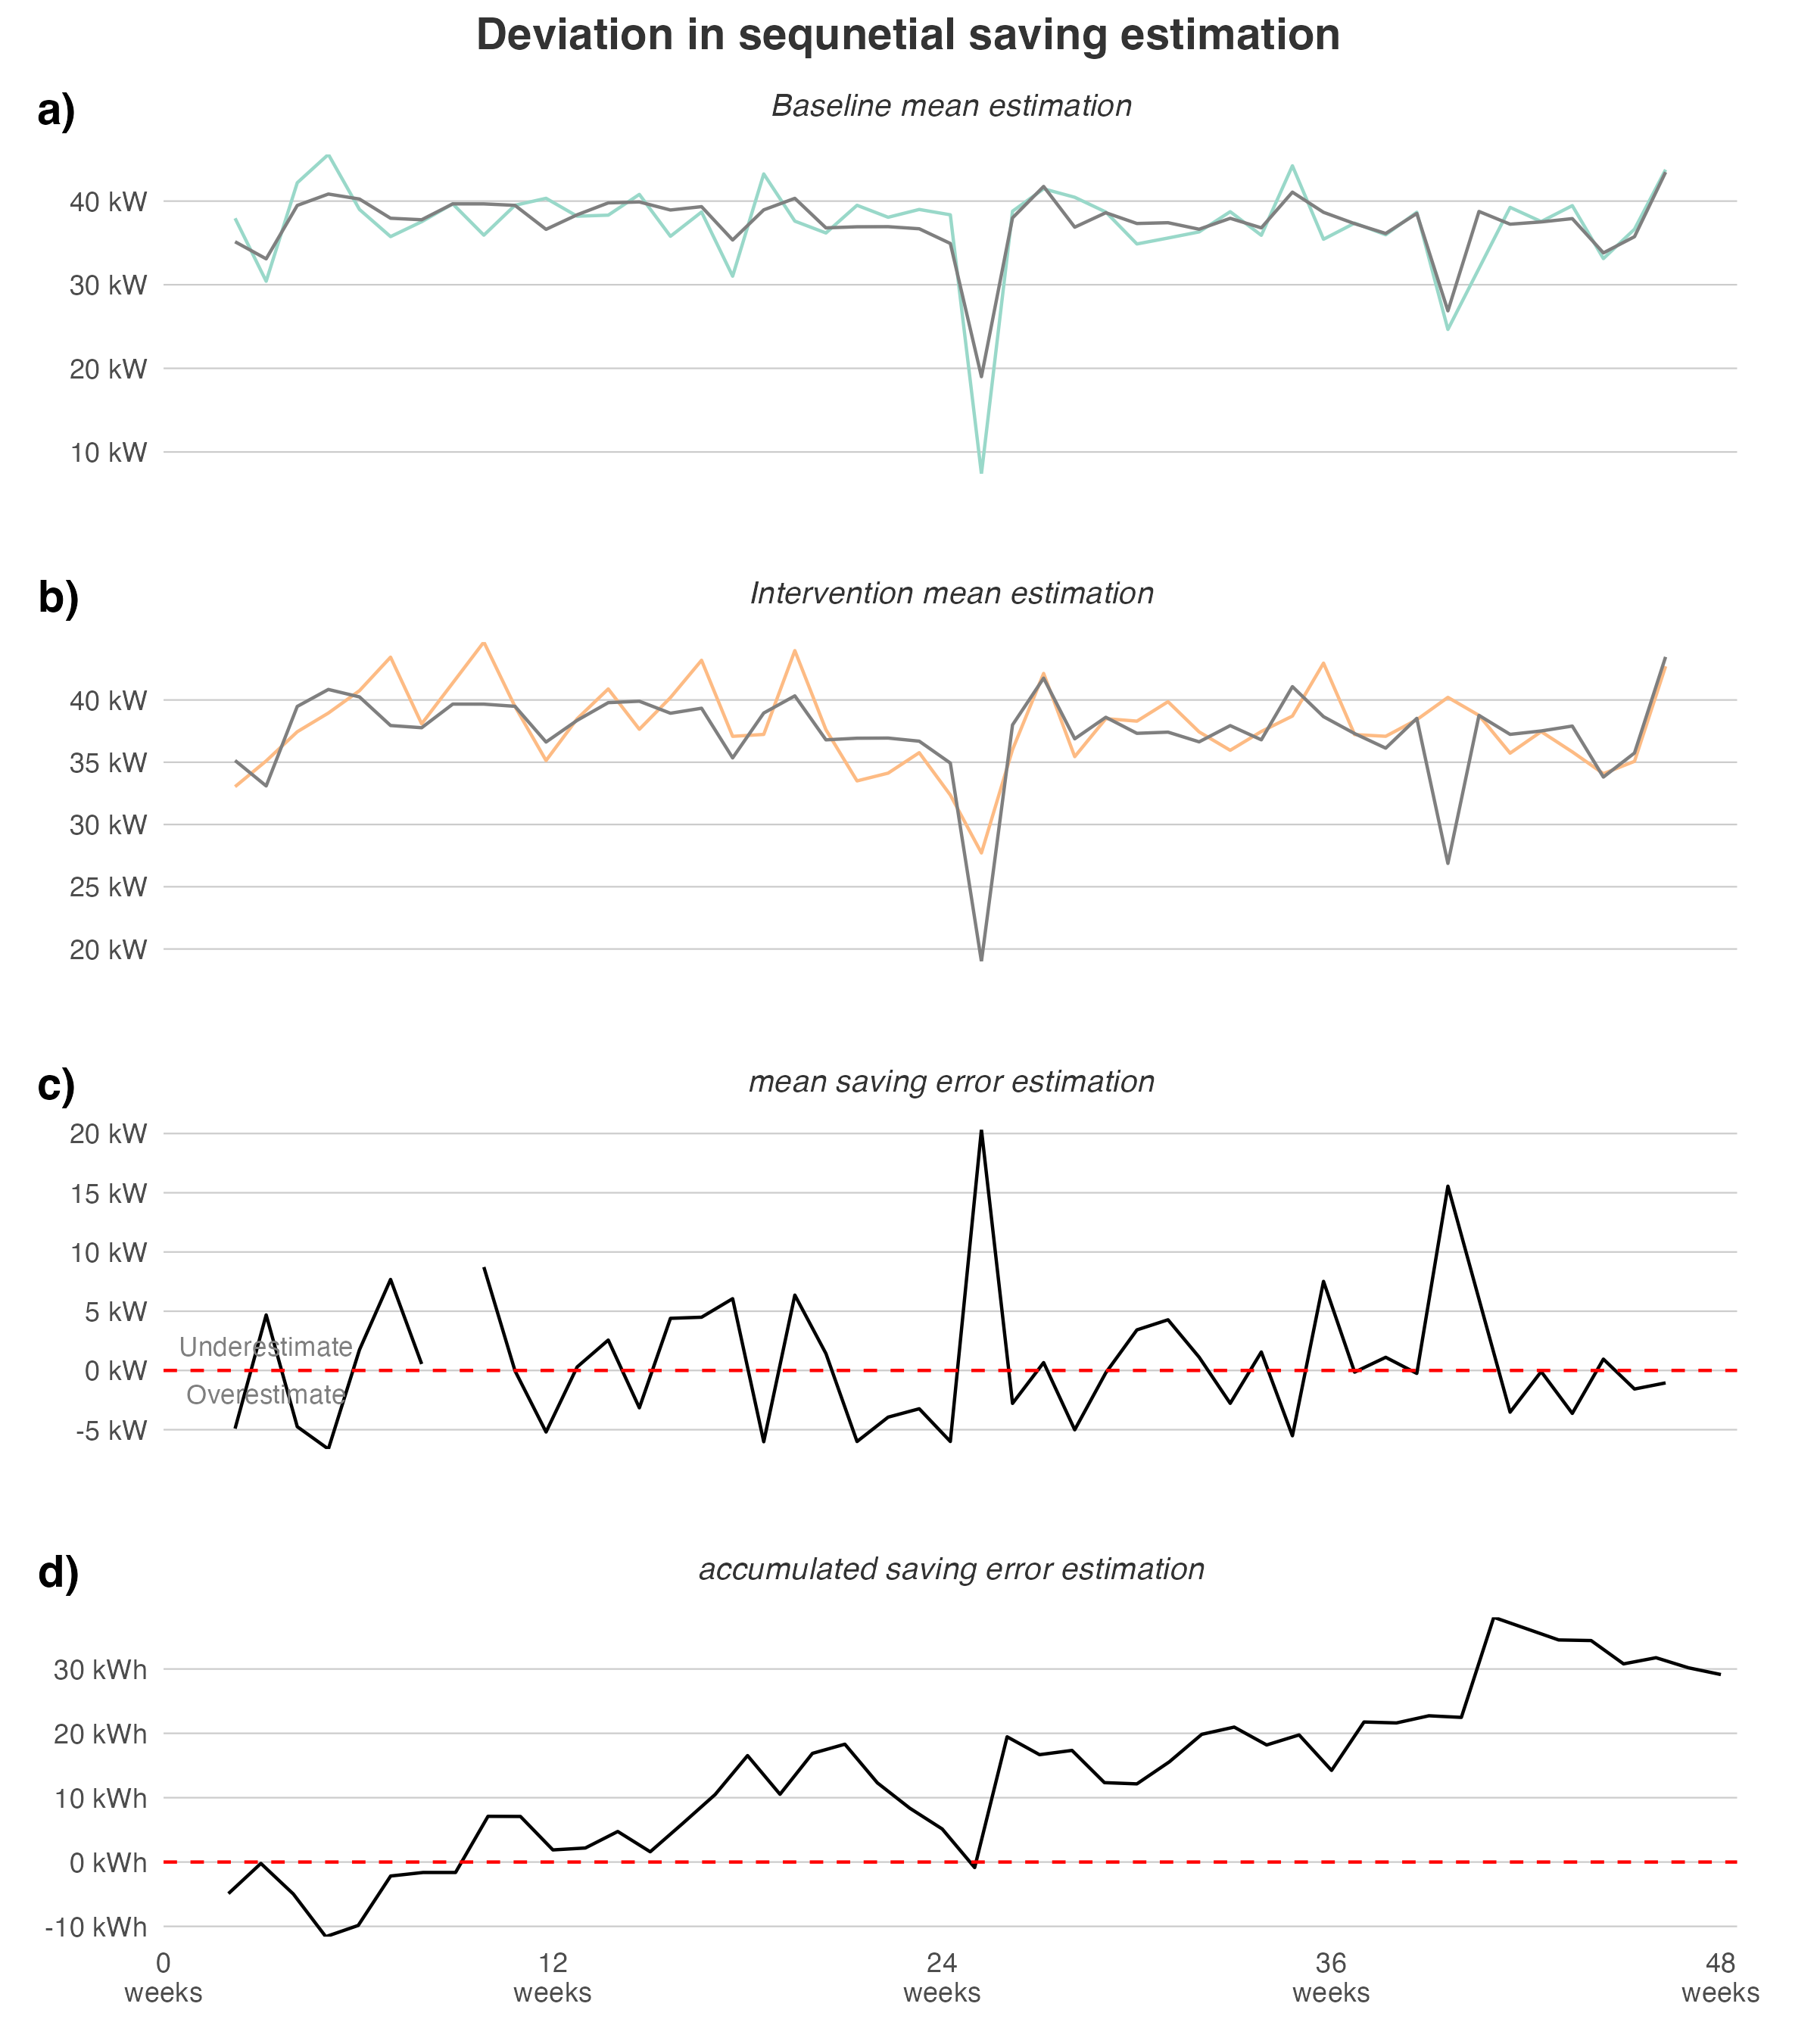 Deviation in sequnetial saving estimation
a)
Baseline mean estimation
40 kW
30 kW
20 kW
10 kW
b)
Intervention mean estimation
40 kW
35 kW
30 kW
25 kW
20 kW
c)
mean saving error estimation
20 kW
15 kW
10 kW
5 kW
Underestimate
0 kW
Overestimate
-5 kW
d)
accumulated saving error estimation
30 kWh
20 kWh
10 kWh
0 kWh
-10 kWh
0 12 24 36 48
weeks weeks weeks weeks weeks